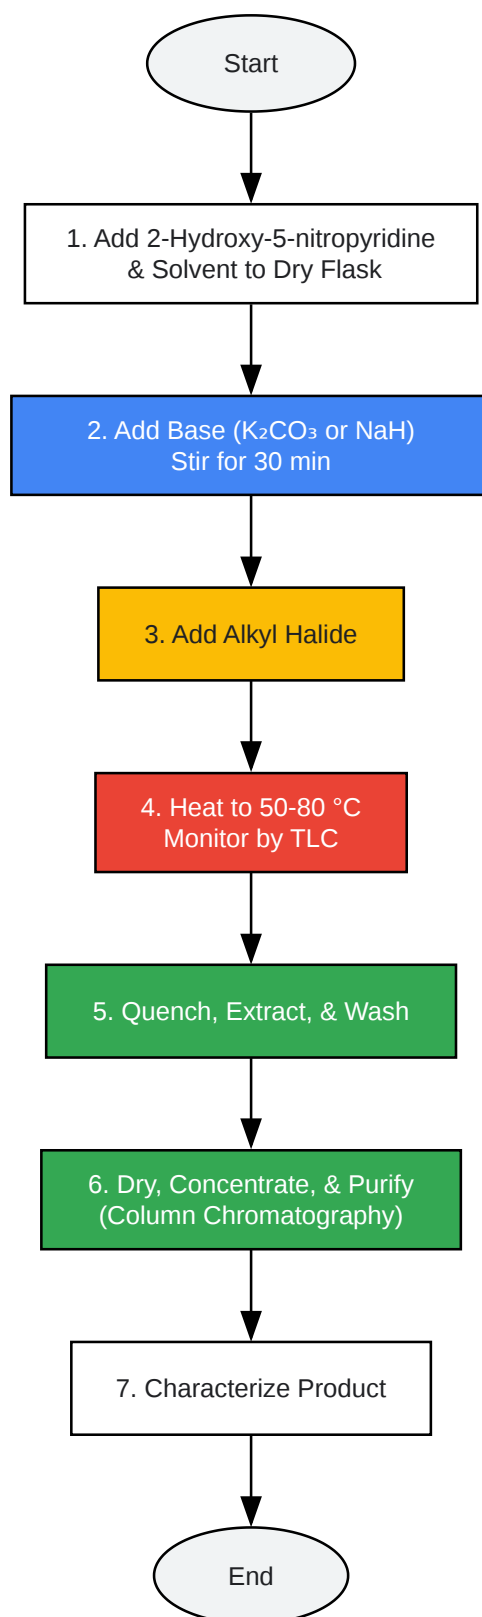 Start
1. Add 2-Hydroxy-5-nitropyridine
& Solvent to Dry Flask
2. Add Base (K₂CO₃ or NaH)
Stir for 30 min
3. Add Alkyl Halide
4. Heat to 50-80 °C
Monitor by TLC
5. Quench, Extract, & Wash
6. Dry, Concentrate, & Purify
(Column Chromatography)
7. Characterize Product
End